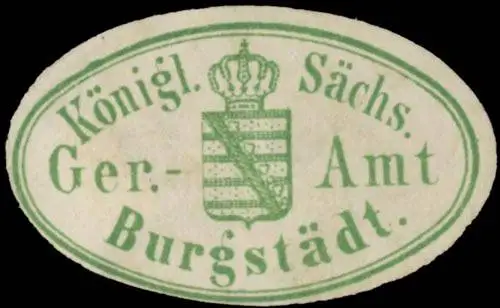 Königl. Sächs.
Ger.- Amt
Burgstädt.